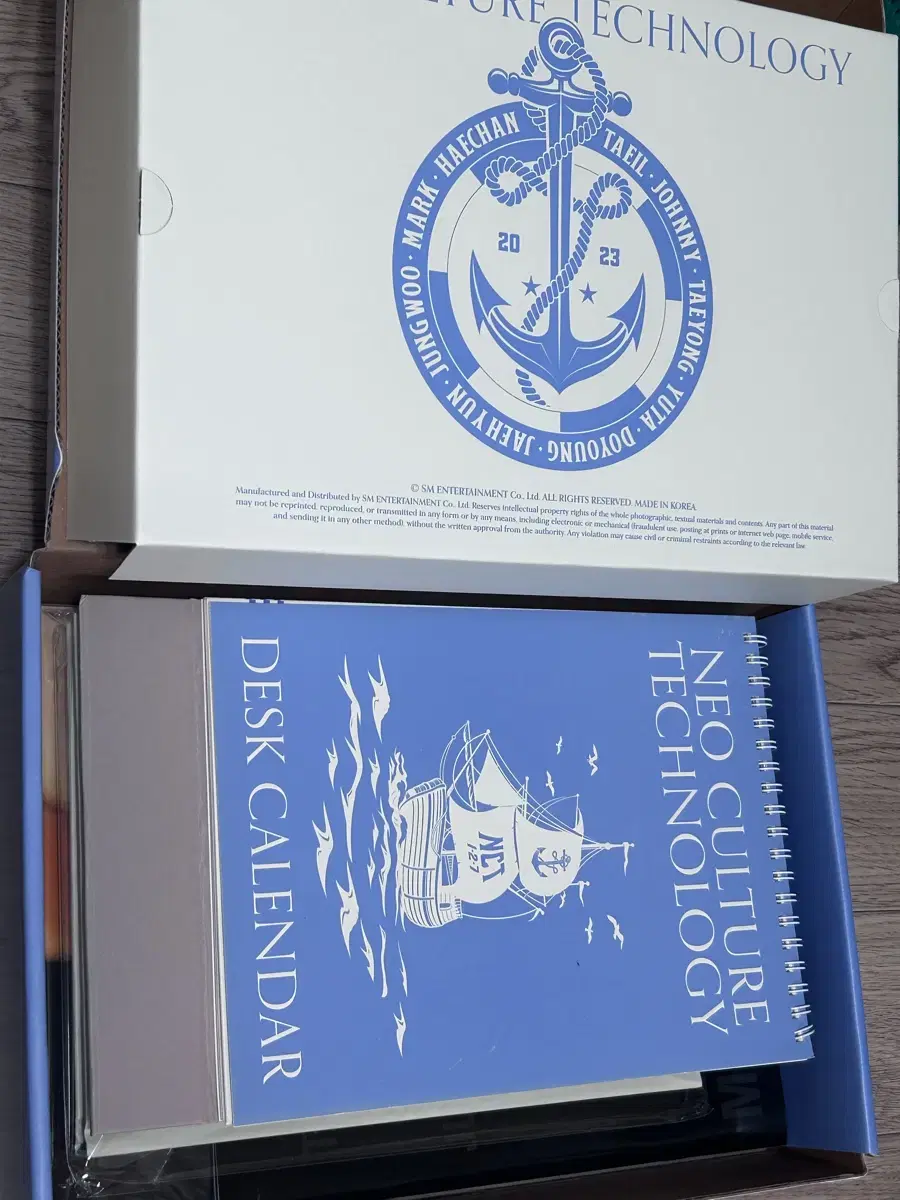 TECHNOLOGY
TAEIL · JOHNNY · TAEYONG · YUTA · DOYOUNG · JAEHYUN · JUNGWOO · MARK · HAECHAN
20 23
© SM ENTERTAINMENT Co., Ltd. ALL RIGHTS RESERVED. MADE IN KOREA.
Manufactured and Distributed by SM ENTERTAINMENT Co., Ltd. Reserves intellectual property rights of the whole photographic, textual materials and contents. Any part of this material
may not be reprinted, reproduced, or transmitted in any form or by any means, including electronic or mechanical (fraudulent use, posting at prints or internet web page, mobile service,
and sending it in any other method), without the written approval from the authority. Any violation may cause civil or criminal restraints according to the relevant law.
NEO CULTURE
TECHNOLOGY
NCT
1·2·7
DESK CALENDAR